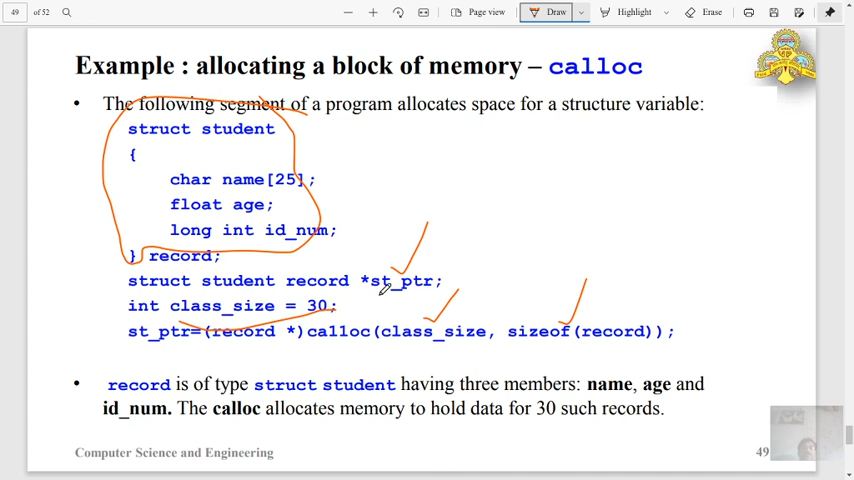 49 of 52 Page view Draw Highlight Erase
Example : allocating a block of memory – calloc
• The following segment of a program allocates space for a structure variable:
struct student
{
char name[25];
float age;
long int id_num;
} record;
struct student record *st_ptr;
int class_size = 30;
st_ptr=(record *)calloc(class_size, sizeof(record));
• record is of type struct student having three members: name, age and
id_num. The calloc allocates memory to hold data for 30 such records.
Computer Science and Engineering 49